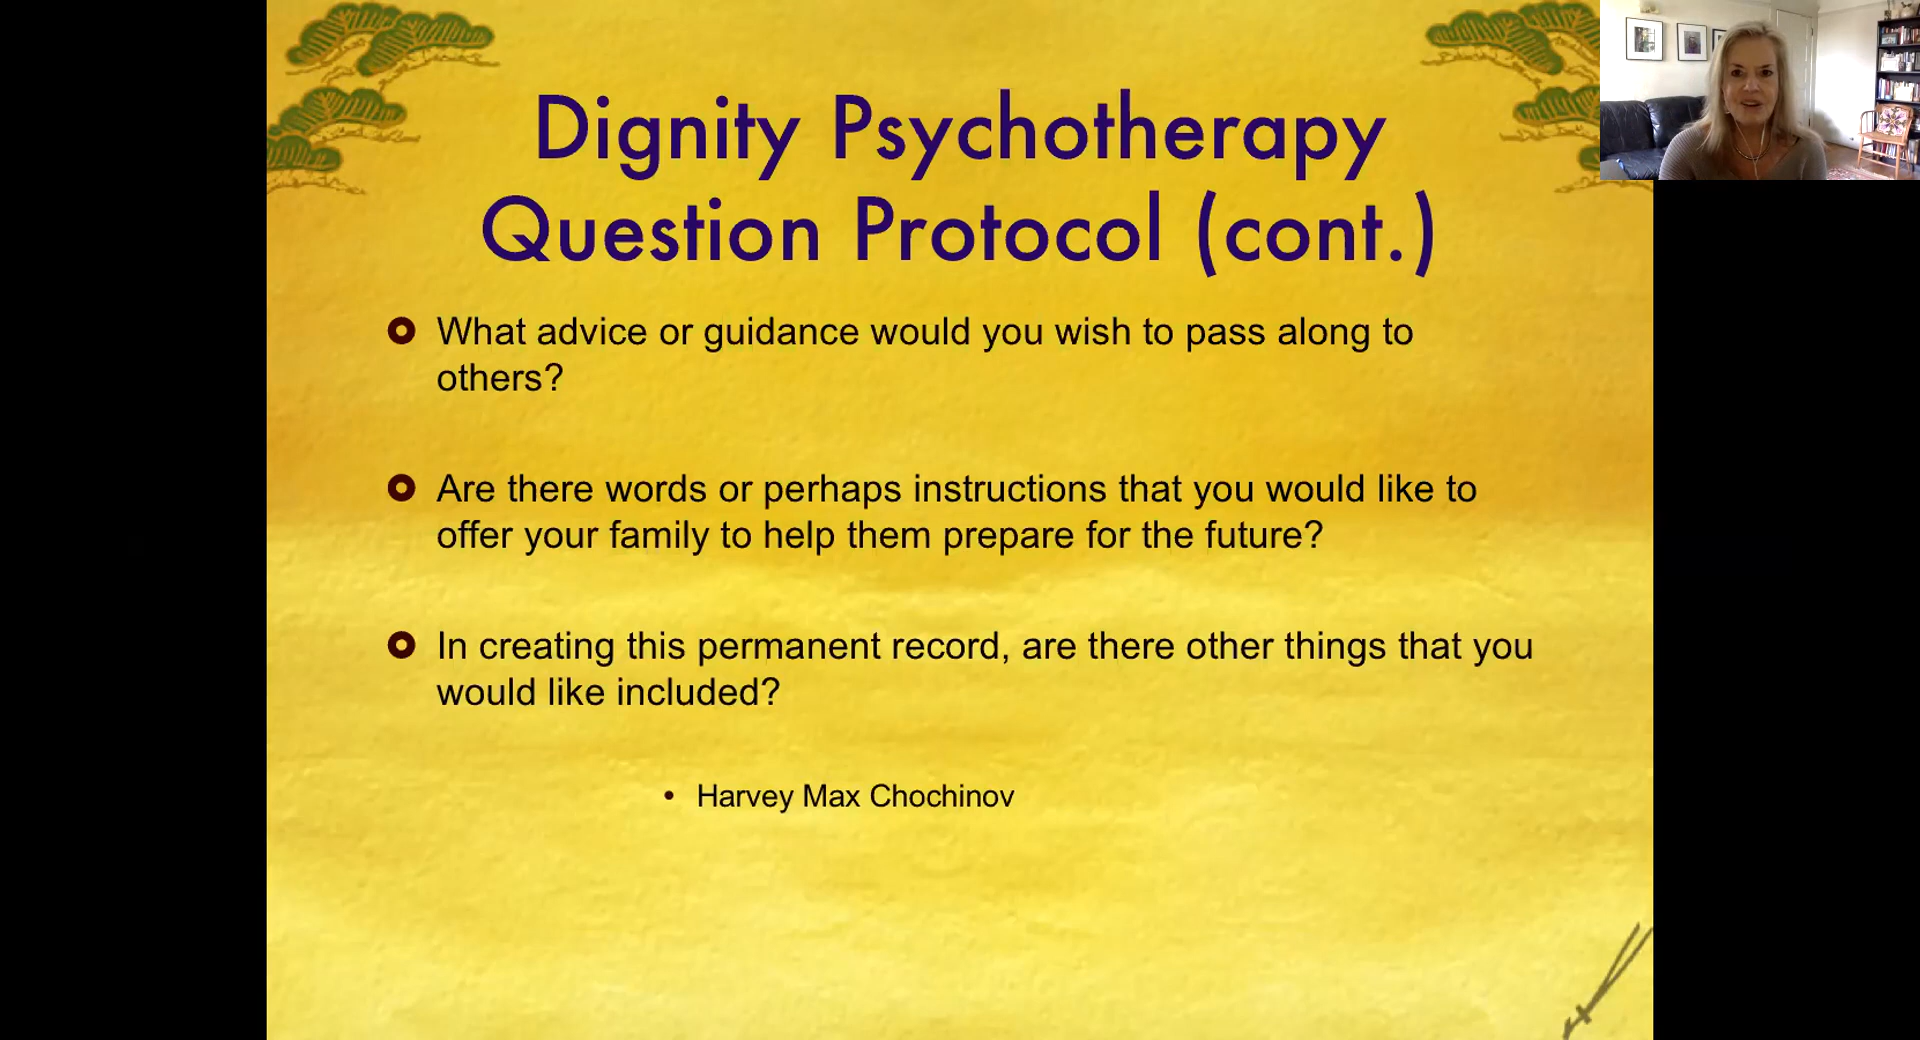 Dignity Psychotherapy
Question Protocol (cont.)
What advice or guidance would you wish to pass along to
others?
Are there words or perhaps instructions that you would like to
offer your family to help them prepare for the future?
In creating this permanent record, are there other things that you
would like included?
• Harvey Max Chochinov